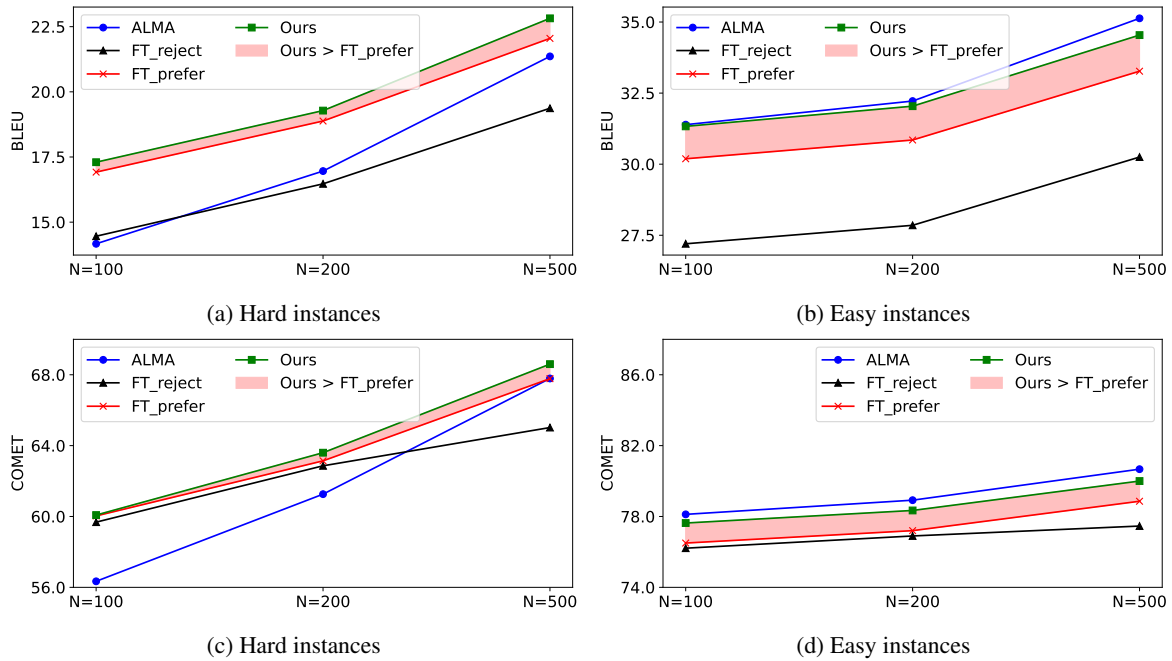 22.5
20.0
17.5
15.0
BLEU
ALMA
FT_reject
FT_prefer
Ours
Ours > FT_prefer
N=100
N=200
N=500
(a) Hard instances
35.0
32.5
30.0
27.5
BLEU
ALMA
FT_reject
FT_prefer
Ours
Ours > FT_prefer
N=100
N=200
N=500
(b) Easy instances
68.0
64.0
60.0
56.0
COMET
ALMA
FT_reject
FT_prefer
Ours
Ours > FT_prefer
N=100
N=200
N=500
(c) Hard instances
86.0
82.0
78.0
74.0
COMET
ALMA
FT_reject
FT_prefer
Ours
Ours > FT_prefer
N=100
N=200
N=500
(d) Easy instances